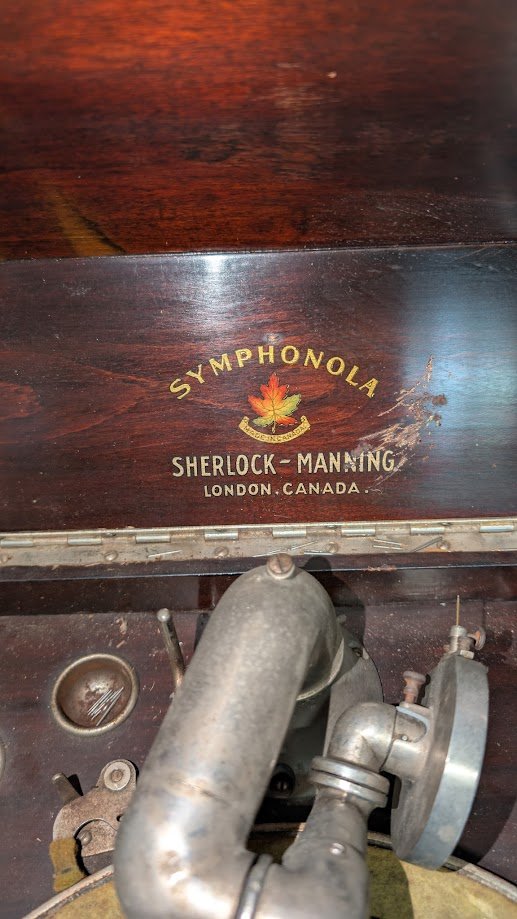 SYMPHONOLA
MADE IN CANADA
SHERLOCK-MANNING
LONDON, CANADA.